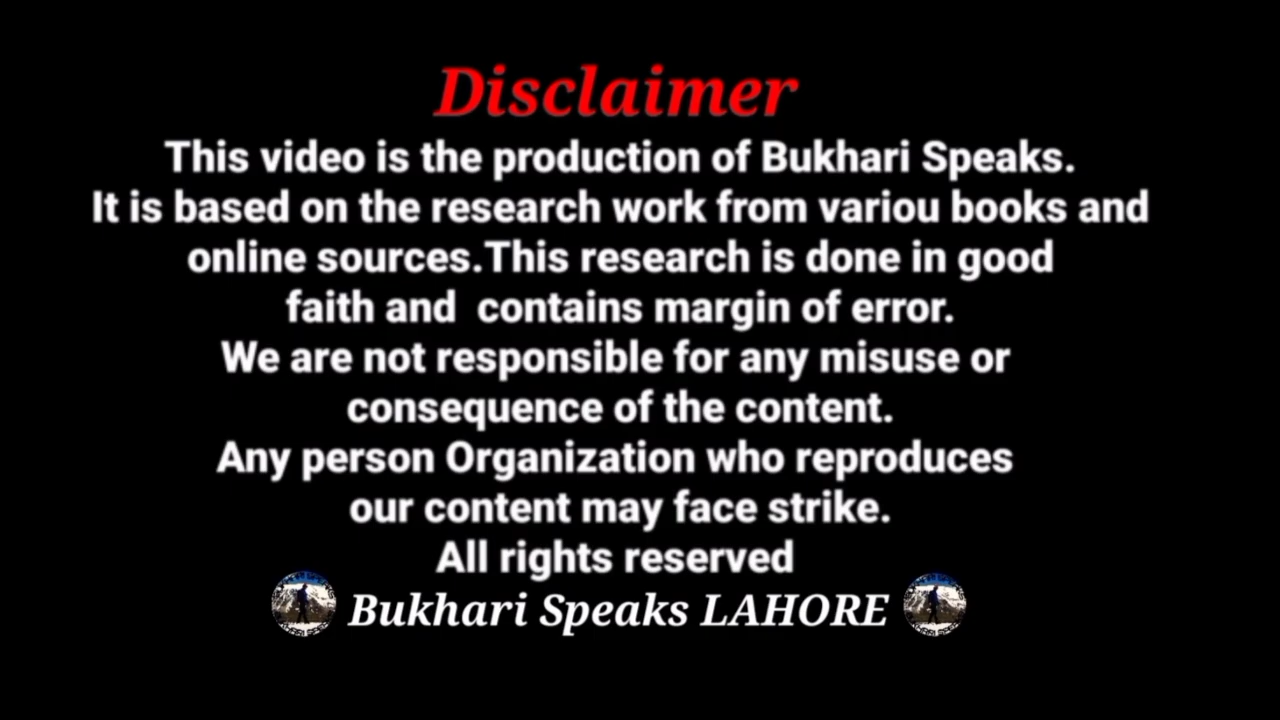 Disclaimer
This video is the production of Bukhari Speaks.
It is based on the research work from variou books and
online sources.This research is done in good
faith and  contains margin of error.
We are not responsible for any misuse or
consequence of the content.
Any person Organization who reproduces
our content may face strike.
All rights reserved
Bukhari Speaks LAHORE